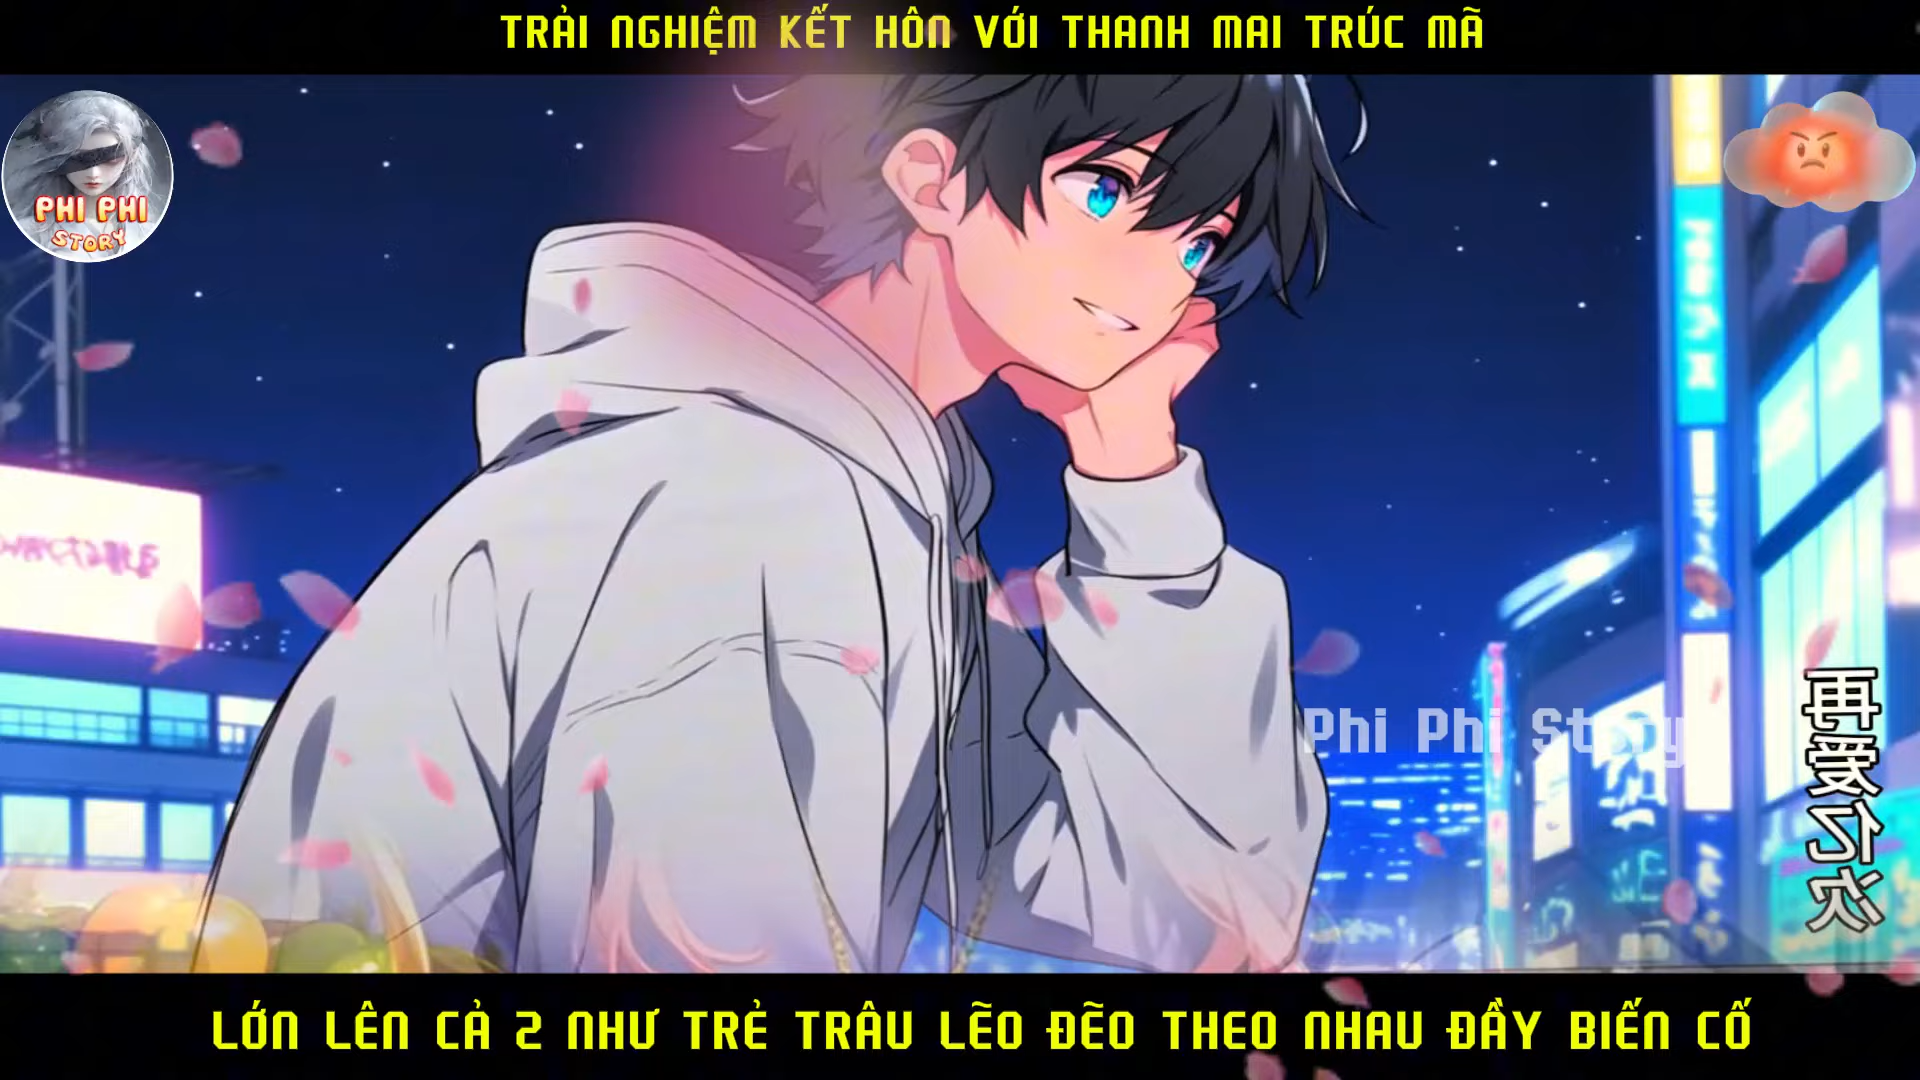 TRẢI NGHIỆM KẾT HÔN VỚI THANH MAI TRÚC MÃ
PHI PHI
STORY
Phi Phi Story
再爱亿次
LỚN LÊN CẢ 2 NHƯ TRẺ TRÂU LẼO ĐẼO THEO NHAU ĐẦY BIẾN CỐ